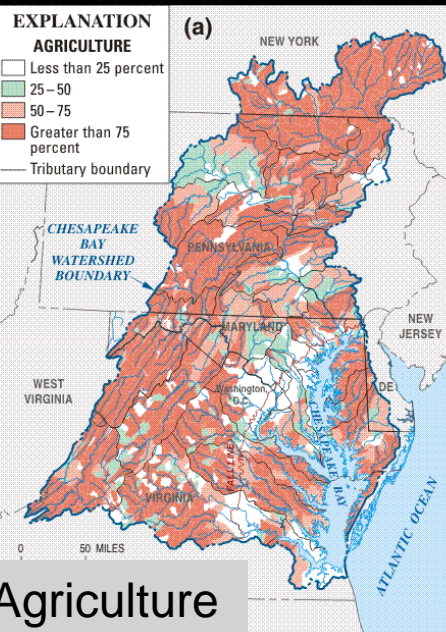 EXPLANATION
AGRICULTURE
Less than 25 percent
25–50
50–75
Greater than 75
percent
Tributary boundary
(a)
NEW YORK
CHESAPEAKE
BAY
WATERSHED
BOUNDARY
PENNSYLVANIA
MARYLAND
NEW
JERSEY
WEST
VIRGINIA
Washington,
D.C.
DE
CHESAPEAKE BAY
FALL LINE
VIRGINIA
ATLANTIC OCEAN
0 50 MILES
Agriculture